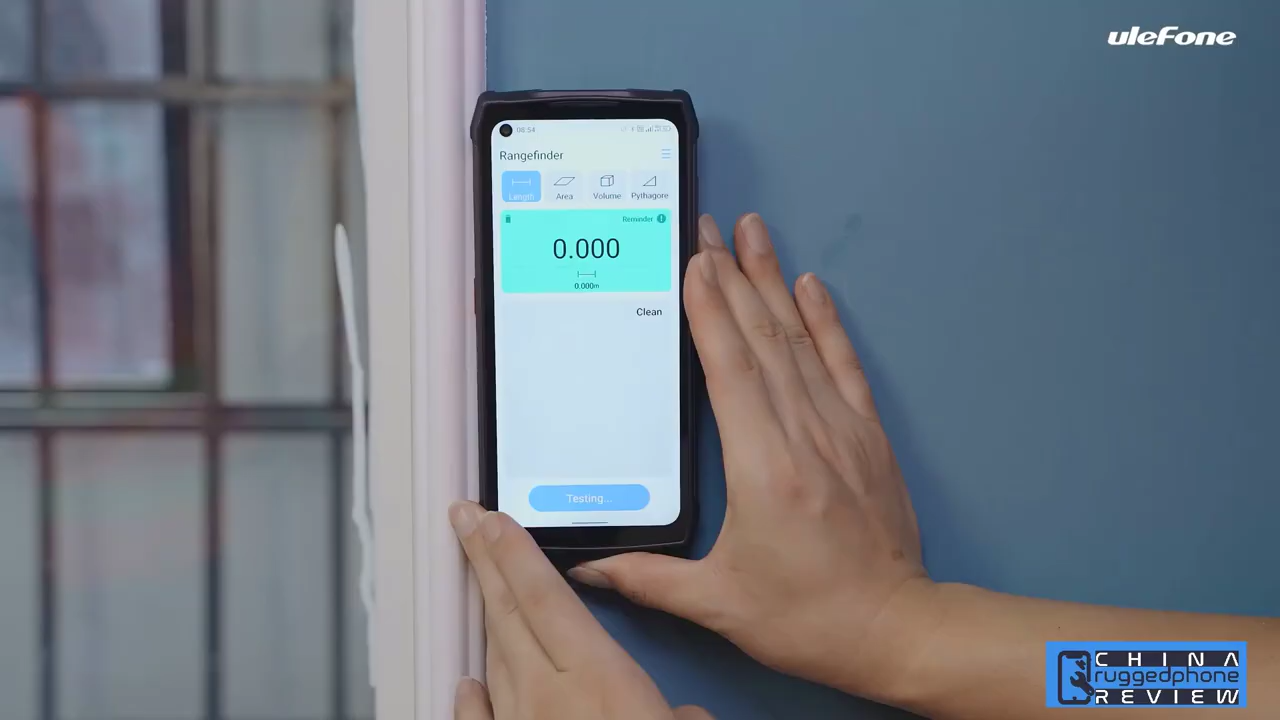 uleFone
08:54
Rangefinder
Length
Area
Volume
Pythagore
Reminder
0.000
0.000m
Clean
Testing...
CHINA
ruggedphone
REVIEW